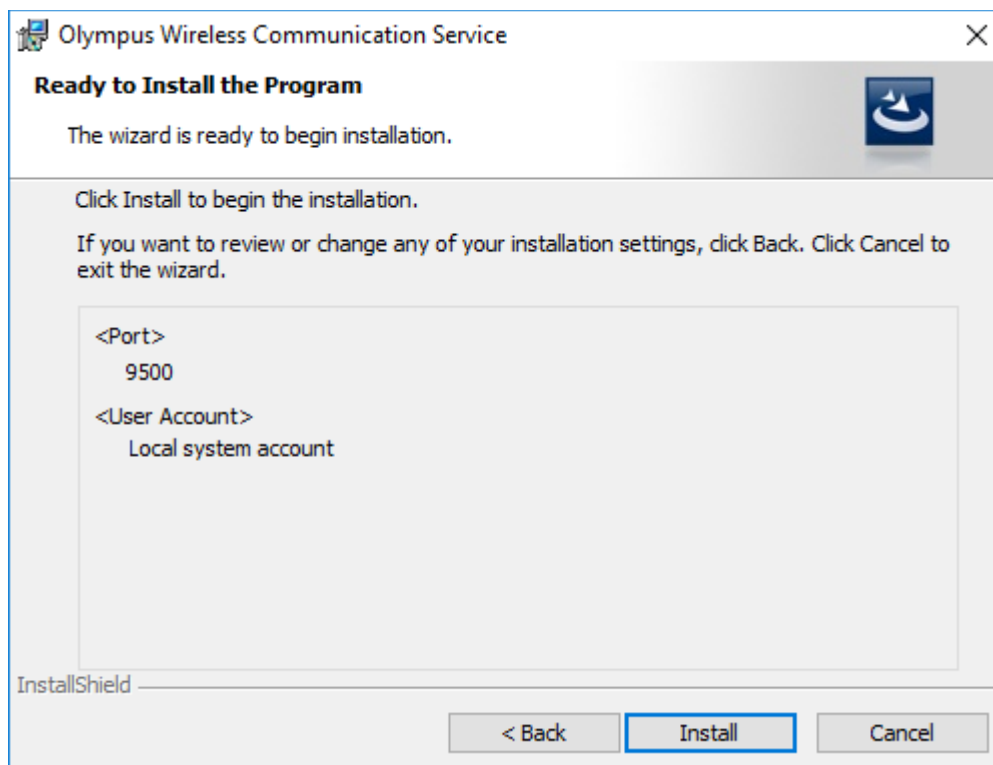 Olympus Wireless Communication Service
Ready to Install the Program
The wizard is ready to begin installation.
Click Install to begin the installation.
If you want to review or change any of your installation settings, click Back. Click Cancel to
exit the wizard.
<Port>
9500
<User Account>
Local system account
InstallShield
< Back
Install
Cancel